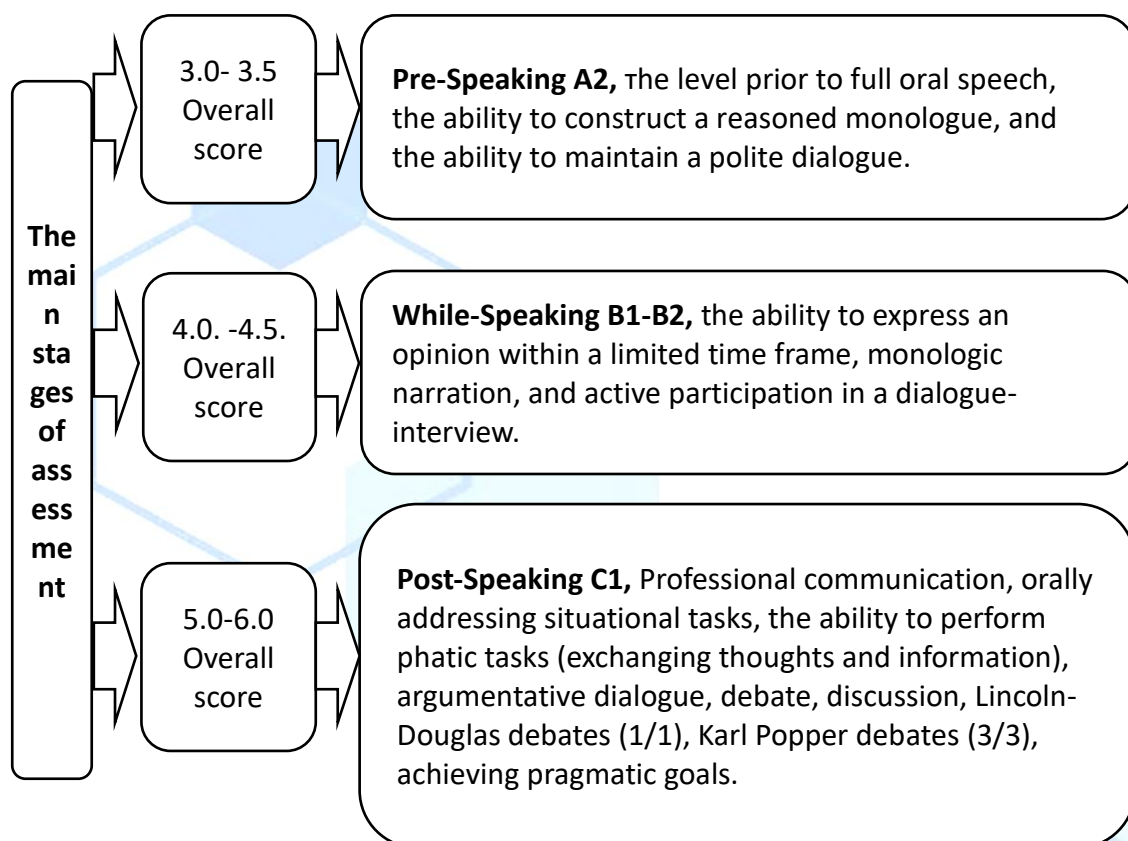 The
mai
n
sta
ges
of
ass
ess
me
nt
3.0- 3.5
Overall
score
Pre-Speaking A2, тhe level prior to full oral speech,
the ability to construct a reasoned monologue, and
the ability to maintain a polite dialogue.
4.0. -4.5.
Overall
score
While-Speaking B1-B2, the ability to express an
opinion within a limited time frame, monologic
narration, and active participation in a dialogue-
interview.
5.0-6.0
Overall
score
Post-Speaking C1, Professional communication, orally
addressing situational tasks, the ability to perform
phatic tasks (exchanging thoughts and information),
argumentative dialogue, debate, discussion, Lincoln-
Douglas debates (1/1), Karl Popper debates (3/3),
achieving pragmatic goals.